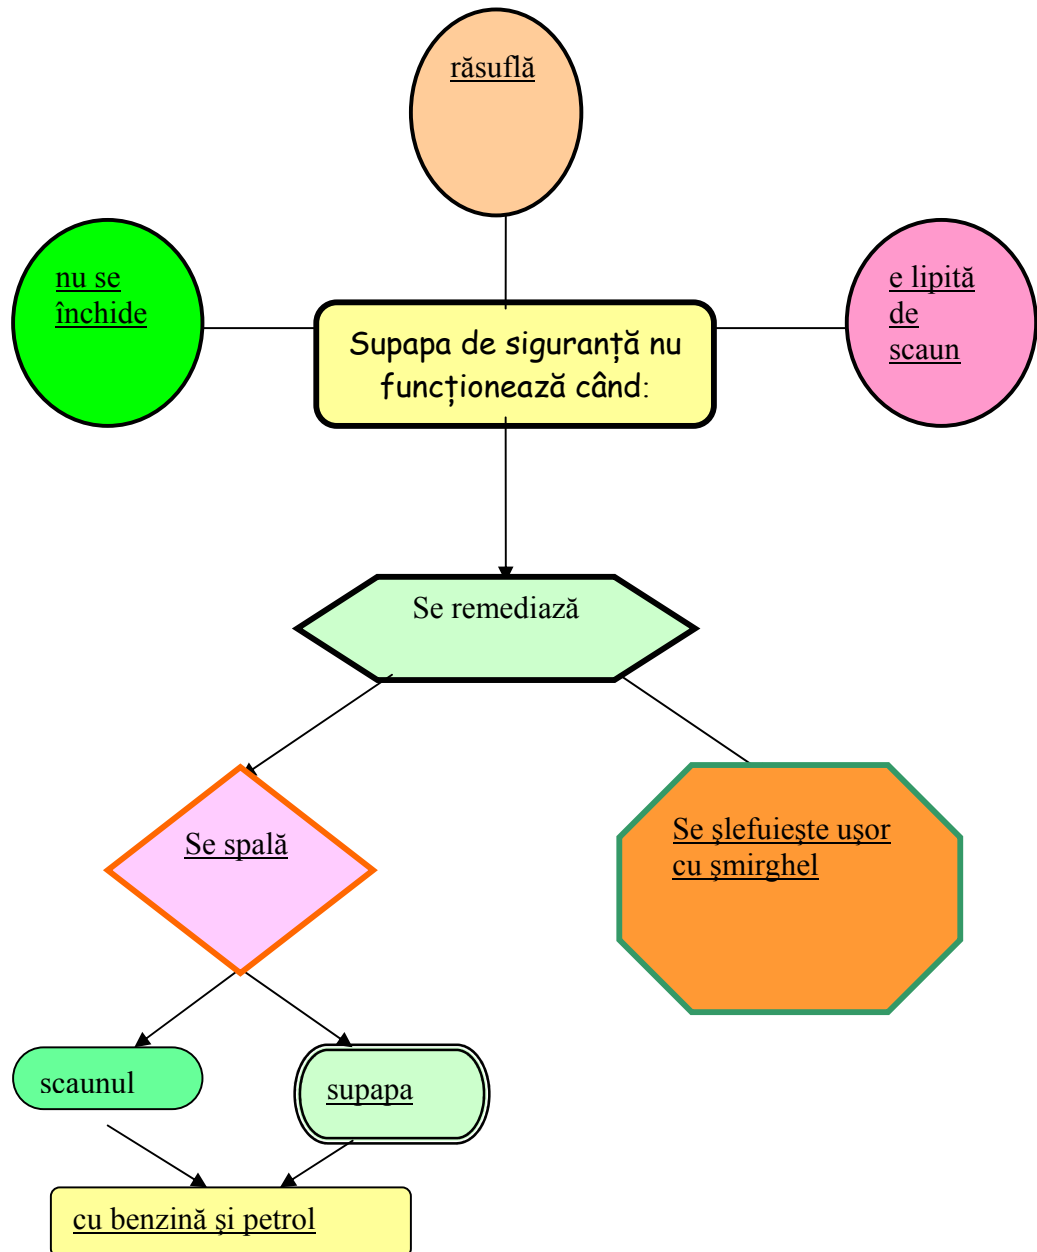 răsuflă
nu se
închide
e lipită
de
scaun
Supapa de siguranță nu
funcționează când:
Se remediază
Se spală
Se şlefuieşte uşor
cu şmirghel
scaunul
supapa
cu benzină şi petrol